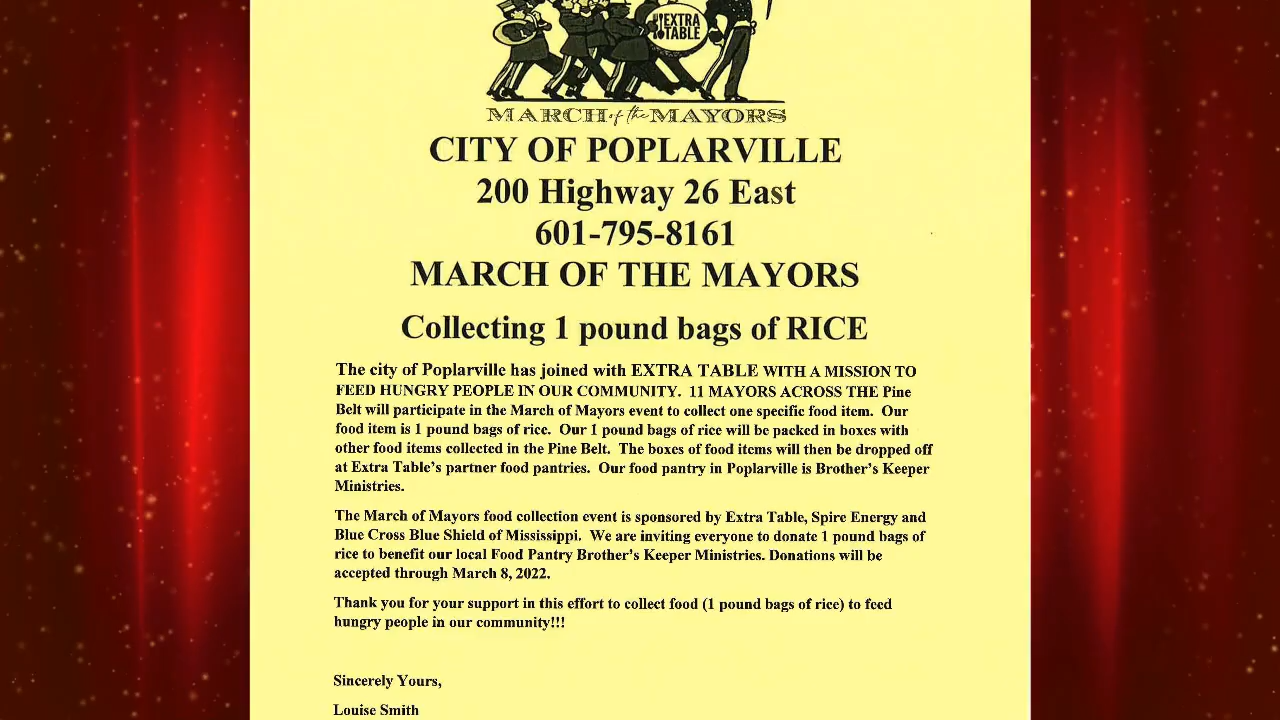 EXTRA
TABLE
MARCH of the MAYORS
CITY OF POPLARVILLE
200 Highway 26 East
601-795-8161
MARCH OF THE MAYORS
Collecting 1 pound bags of RICE
The city of Poplarville has joined with EXTRA TABLE WITH A MISSION TO
FEED HUNGRY PEOPLE IN OUR COMMUNITY. 11 MAYORS ACROSS THE Pine
Belt will participate in the March of Mayors event to collect one specific food item. Our
food item is 1 pound bags of rice. Our 1 pound bags of rice will be packed in boxes with
other food items collected in the Pine Belt. The boxes of food items will then be dropped off
at Extra Table's partner food pantries. Our food pantry in Poplarville is Brother's Keeper
Ministries.
The March of Mayors food collection event is sponsored by Extra Table, Spire Energy and
Blue Cross Blue Shield of Mississippi. We are inviting everyone to donate 1 pound bags of
rice to benefit our local Food Pantry Brother's Keeper Ministries. Donations will be
accepted through March 8, 2022.
Thank you for your support in this effort to collect food (1 pound bags of rice) to feed
hungry people in our community!!!
Sincerely Yours,
Louise Smith